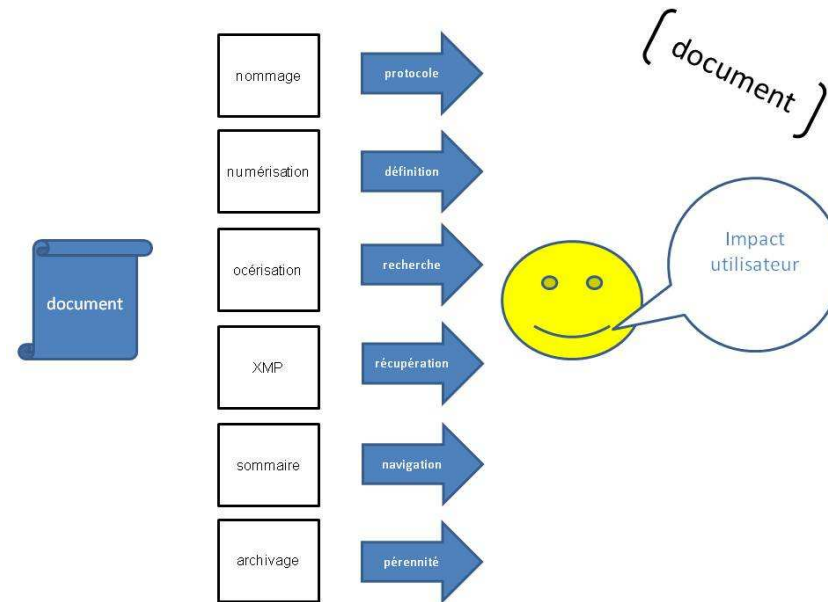 document
nommage
protocole
numérisation
définition
océrisation
recherche
XMP
récupération
sommaire
navigation
archivage
pérennité
document
Impact
utilisateur